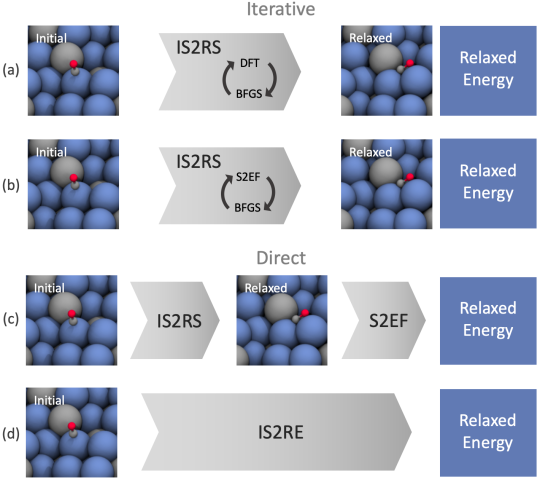 Iterative
(a)
Initial
IS2RS
DFT
BFGS
Relaxed
Relaxed
Energy
(b)
Initial
IS2RS
S2EF
BFGS
Relaxed
Relaxed
Energy
Direct
(c)
Initial
IS2RS
Relaxed
S2EF
Relaxed
Energy
(d)
Initial
IS2RE
Relaxed
Energy